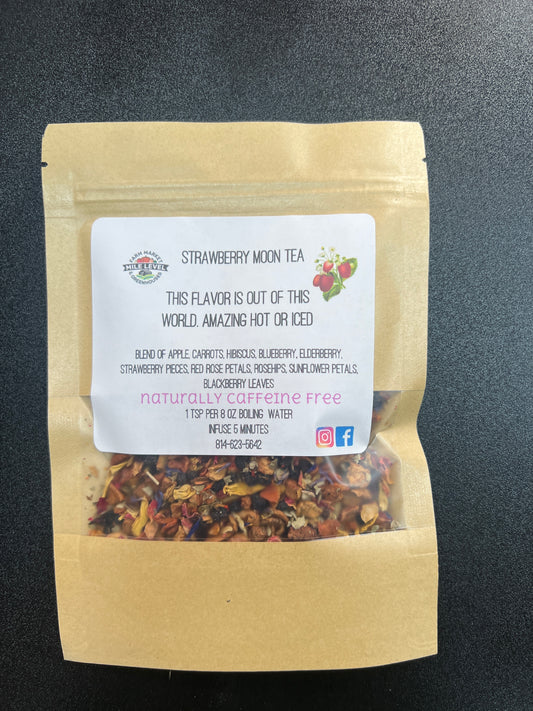 FARM MARKET
MILE LEVEL
& GREENHOUSES
STRAWBERRY MOON TEA
THIS FLAVOR IS OUT OF THIS
WORLD. AMAZING HOT OR ICED
BLEND OF APPLE, CARROTS, HIBISCUS, BLUEBERRY, ELDERBERRY,
STRAWBERRY PIECES, RED ROSE PETALS, ROSEHIPS, SUNFLOWER PETALS,
BLACKBERRY LEAVES
NATURALLY CAFFEINE FREE
1 TSP PER 8 OZ BOILING WATER
INFUSE 5 MINUTES
814-623-5642